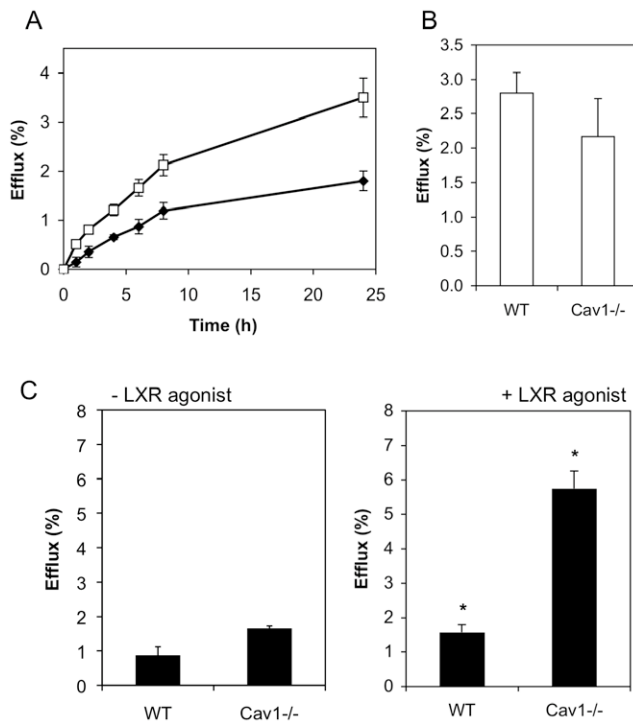 A
Efflux (%)
4
3
2
1
0
0 5 10 15 20 25
Time (h)
B
Efflux (%)
3.5
3.0
2.5
2.0
1.5
1.0
0.5
0.0
WT Cav1-/-
C
- LXR agonist
Efflux (%)
8
7
6
5
4
3
2
1
0
WT Cav1-/-
+ LXR agonist
Efflux (%)
8
7
6
5
4
3
2
1
0
*
*
WT Cav1-/-